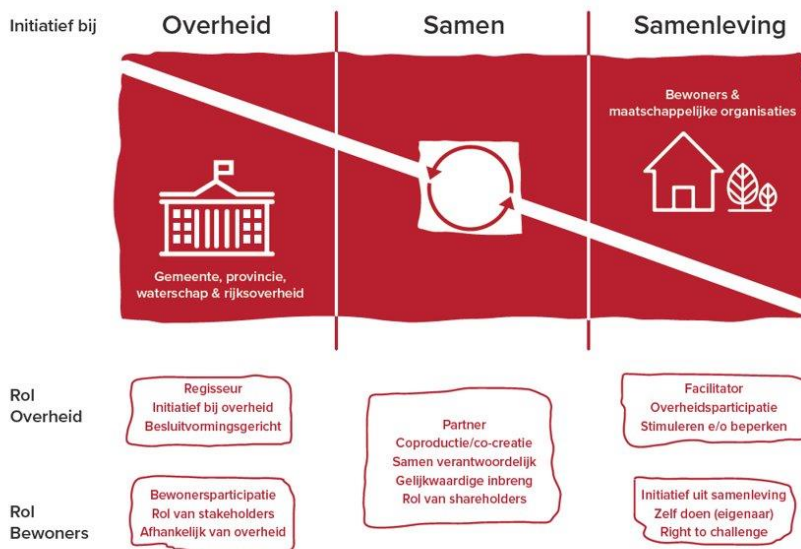 Initiatief bij
Overheid
Samen
Samenleving
Bewoners &
maatschappelijke organisaties
Gemeente, provincie,
waterschap & rijksoverheid
Rol
Overheid
Regisseur
Initiatief bij overheid
Besluitvormingsgericht
Partner
Coproductie/co-creatie
Samen verantwoordelijk
Gelijkwaardige inbreng
Rol van shareholders
Facilitator
Overheidsparticipatie
Stimuleren e/o beperken
Rol
Bewoners
Bewonersparticipatie
Rol van stakeholders
Afhankelijk van overheid
Initiatief uit samenleving
Zelf doen (eigenaar)
Right to challenge